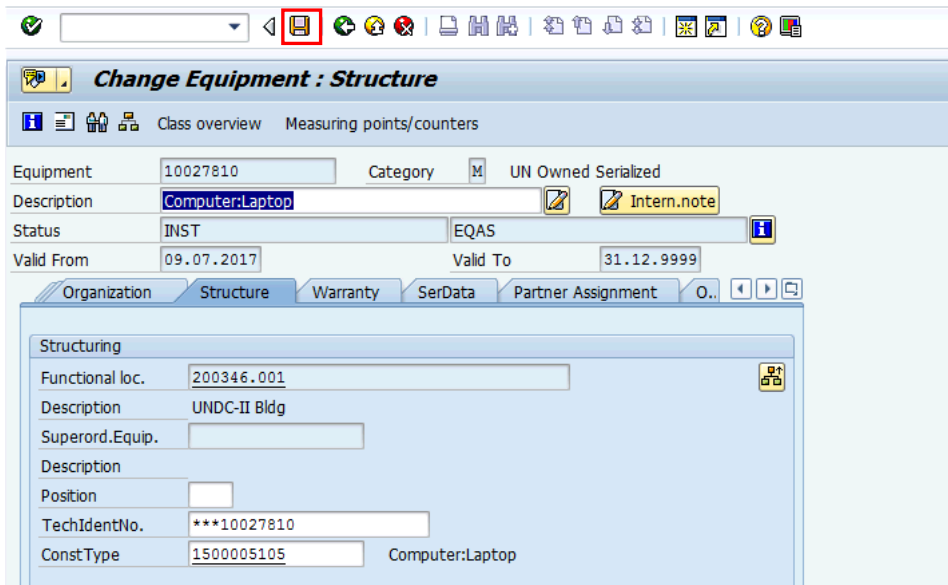 Change Equipment : Structure
Class overview Measuring points/counters
Equipment 10027810 Category M UN Owned Serialized
Description Computer:Laptop Intern.note
Status INST EQAS
Valid From 09.07.2017 Valid To 31.12.9999
Organization Structure Warranty SerData Partner Assignment O..
Structuring
Functional loc. 200346.001
Description UNDC-II Bldg
Superord.Equip.
Description
Position
TechIdentNo. ***10027810
ConstType 1500005105 Computer:Laptop